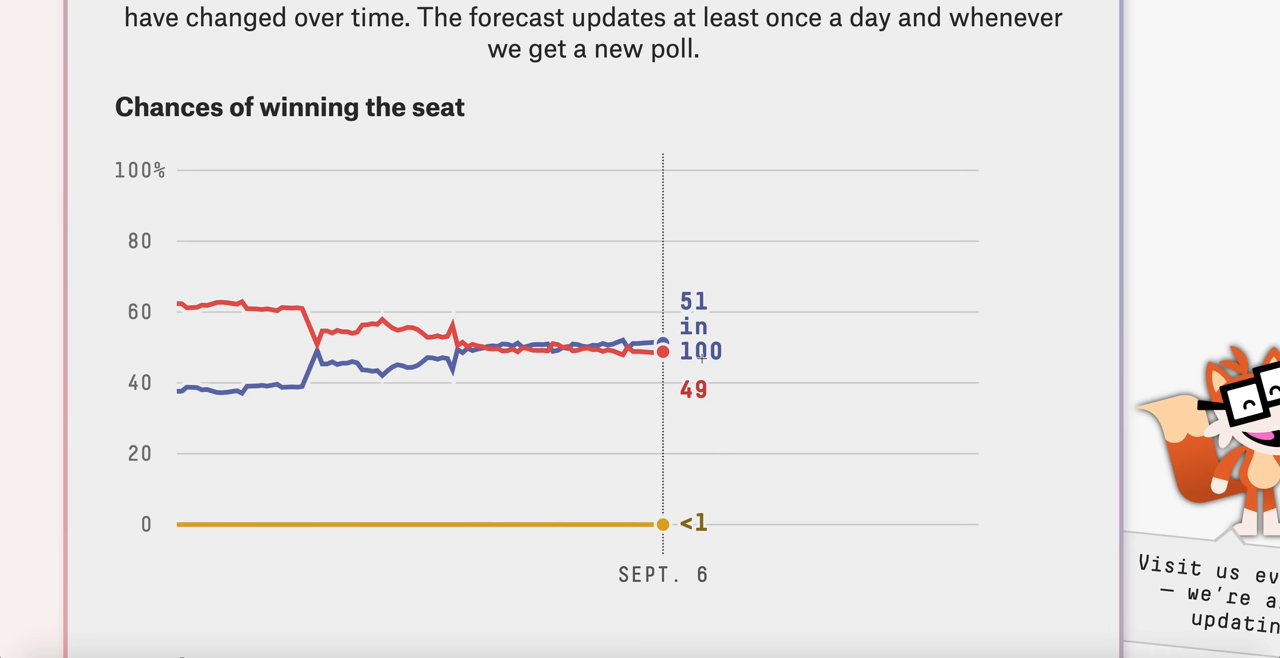 have changed over time. The forecast updates at least once a day and whenever
we get a new poll.
Chances of winning the seat
100%
80
60
40
20
0
51
in
100
49
<1
SEPT. 6
Visit us
— we're